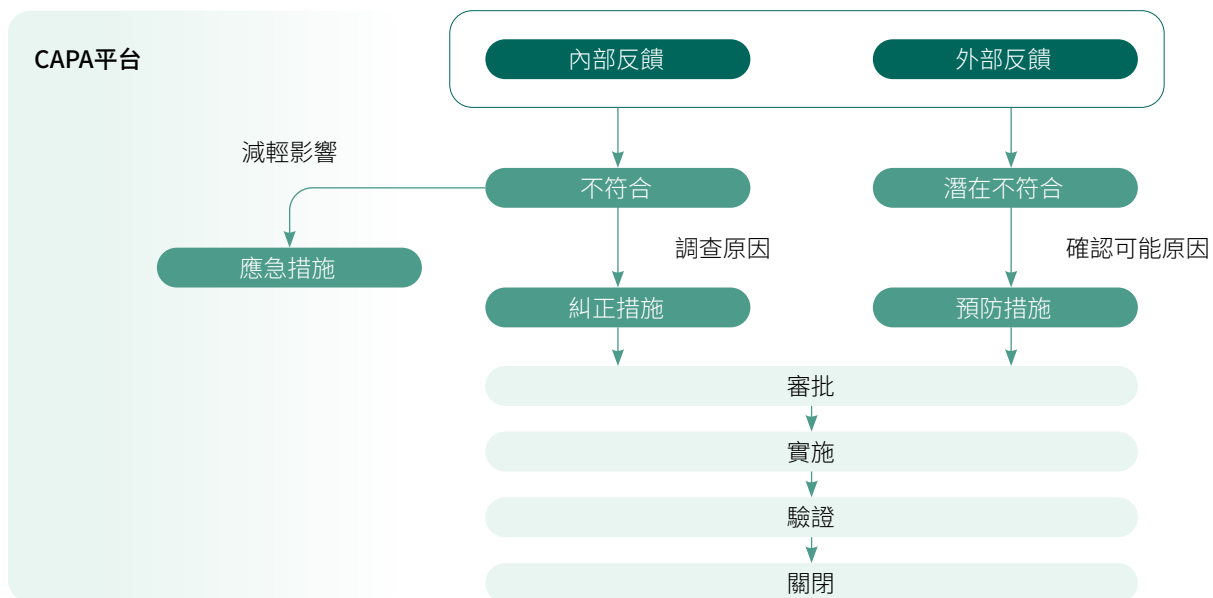 CAPA平台
內部反饋
外部反饋
減輕影響
不符合
潛在不符合
調查原因
確認可能原因
應急措施
糾正措施
預防措施
審批
實施
驗證
關閉